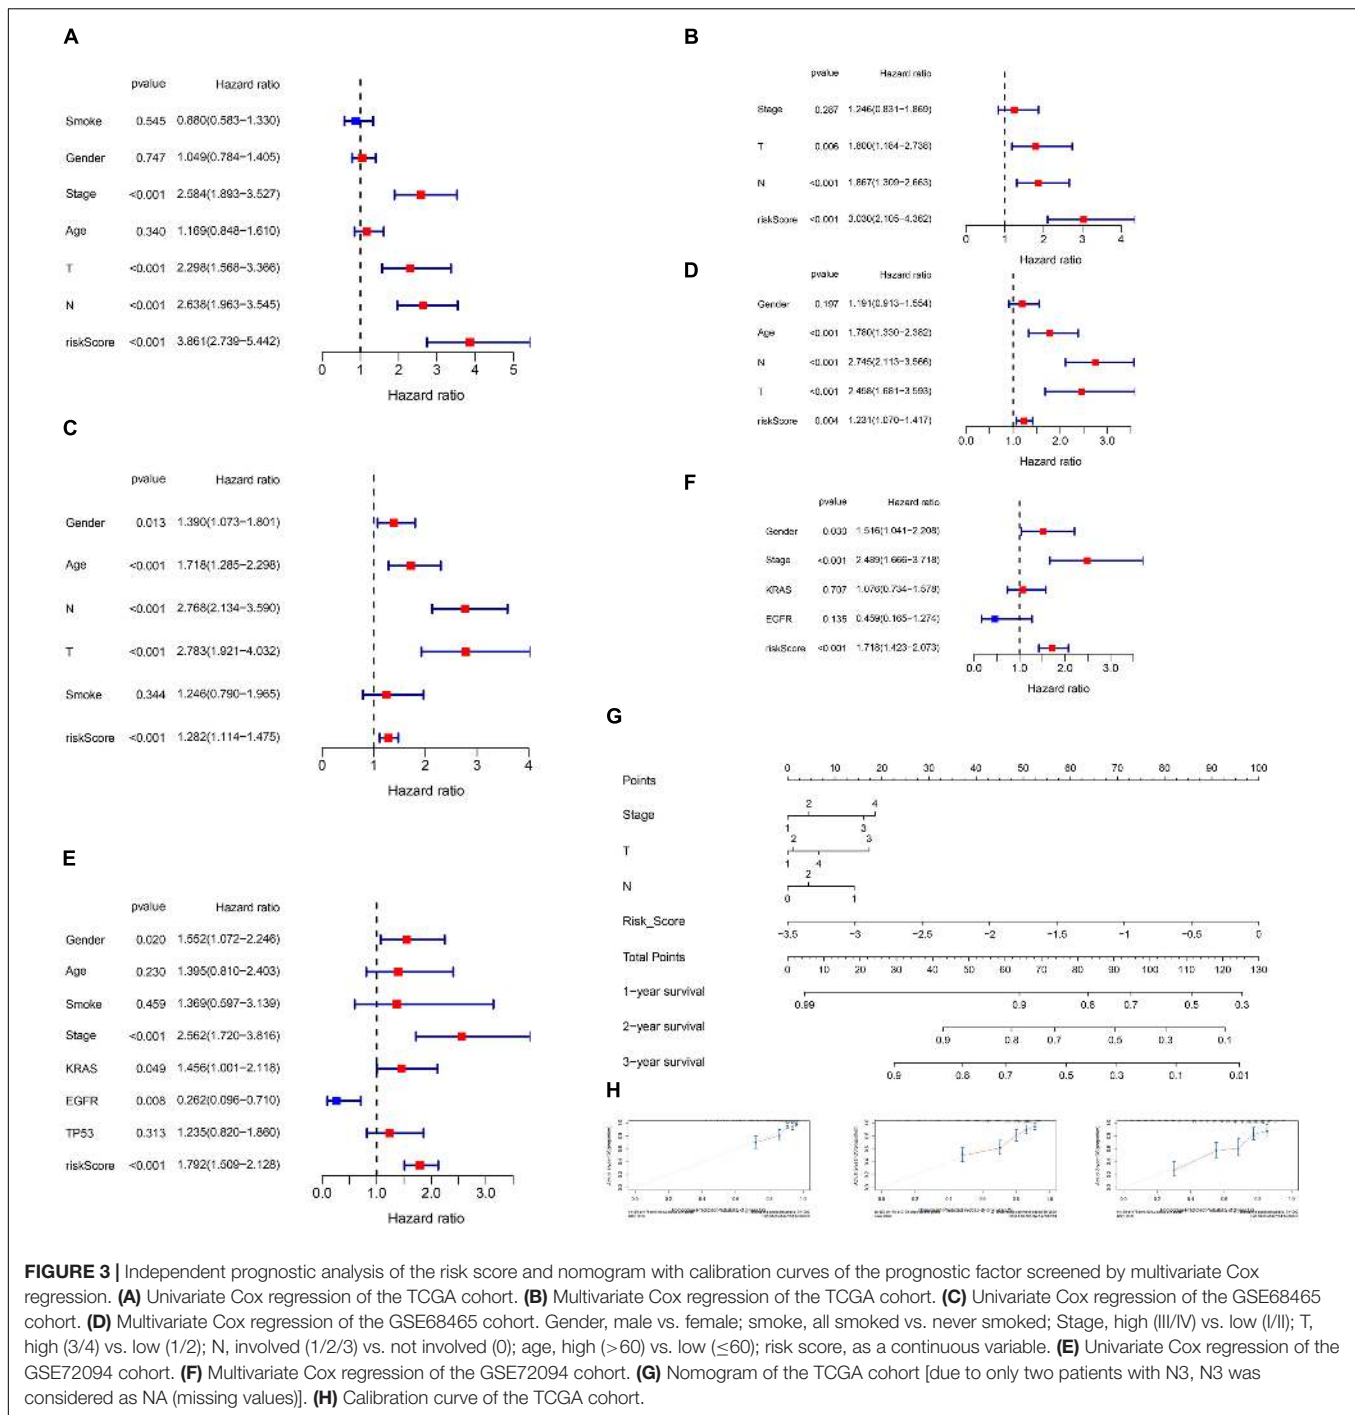 A
pvalue Hazard ratio
Smoke 0.545 0.880(0.583−1.330)
Gender 0.747 1.049(0.784−1.405)
Stage <0.001 2.584(1.893−3.527)
Age 0.340 1.169(0.848−1.610)
T <0.001 2.298(1.568−3.366)
N <0.001 2.638(1.963−3.545)
riskScore <0.001 3.861(2.739−5.442)
0 1 2 3 4 5
Hazard ratio
B
pvalue Hazard ratio
Stage 0.287 1.246(0.831−1.869)
T 0.006 1.800(1.184−2.738)
N <0.001 1.867(1.309−2.663)
riskScore <0.001 3.030(2.105−4.362)
0 1 2 3 4
Hazard ratio
C
pvalue Hazard ratio
Gender 0.013 1.390(1.073−1.801)
Age <0.001 1.718(1.285−2.298)
N <0.001 2.768(2.134−3.590)
T <0.001 2.783(1.921−4.032)
Smoke 0.344 1.246(0.790−1.965)
riskScore <0.001 1.282(1.114−1.475)
0 1 2 3 4
Hazard ratio
D
pvalue Hazard ratio
Gender 0.197 1.191(0.913−1.554)
Age <0.001 1.780(1.330−2.382)
N <0.001 2.745(2.113−3.566)
T <0.001 2.458(1.681−3.593)
riskScore 0.004 1.231(1.070−1.417)
0.0 1.0 2.0 3.0
Hazard ratio
E
pvalue Hazard ratio
Gender 0.020 1.552(1.072−2.246)
Age 0.230 1.395(0.810−2.403)
Smoke 0.459 1.369(0.597−3.139)
Stage <0.001 2.562(1.720−3.816)
KRAS 0.049 1.456(1.001−2.118)
EGFR 0.008 0.262(0.096−0.710)
TP53 0.313 1.235(0.820−1.860)
riskScore <0.001 1.792(1.509−2.128)
0.0 1.0 2.0 3.0
Hazard ratio
F
pvalue Hazard ratio
Gender 0.030 1.516(1.041−2.208)
Stage <0.001 2.489(1.666−3.718)
KRAS 0.707 1.076(0.734−1.578)
EGFR 0.135 0.459(0.165−1.274)
riskScore <0.001 1.718(1.423−2.073)
0.0 1.0 2.0 3.0
Hazard ratio
G
Points 0 10 20 30 40 50 60 70 80 90 100
Stage 1 2 3 4
T 1 2 4 3
N 0 2 1
Risk_Score −3.5 −3 −2.5 −2 −1.5 −1 −0.5 0
Total Points 0 10 20 30 40 50 60 70 80 90 100 110 120 130
1−year survival 0.99 0.9 0.8 0.7 0.5 0.3
2−year survival 0.9 0.8 0.7 0.5 0.3 0.1
3−year survival 0.9 0.8 0.7 0.5 0.3 0.1 0.01
H
FIGURE 3 | Independent prognostic analysis of the risk score and nomogram with calibration curves of the prognostic factor screened by multivariate Cox
regression. (A) Univariate Cox regression of the TCGA cohort. (B) Multivariate Cox regression of the TCGA cohort. (C) Univariate Cox regression of the GSE68465
cohort. (D) Multivariate Cox regression of the GSE68465 cohort. Gender, male vs. female; smoke, all smoked vs. never smoked; Stage, high (III/IV) vs. low (I/II); T,
high (3/4) vs. low (1/2); N, involved (1/2/3) vs. not involved (0); age, high (>60) vs. low (≤60); risk score, as a continuous variable. (E) Univariate Cox regression of the
GSE72094 cohort. (F) Multivariate Cox regression of the GSE72094 cohort. (G) Nomogram of the TCGA cohort [due to only two patients with N3, N3 was
considered as NA (missing values)]. (H) Calibration curve of the TCGA cohort.